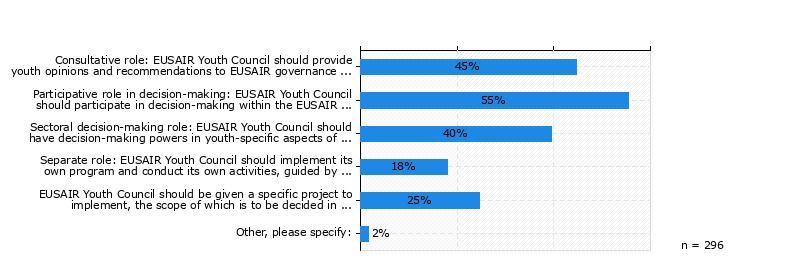 Consultative role: EUSAIR Youth Council should provide
youth opinions and recommendations to EUSAIR governance ...
45%
Participative role in decision-making: EUSAIR Youth Council
should participate in decision-making within the EUSAIR ...
55%
Sectoral decision-making role: EUSAIR Youth Council should
have decision-making powers in youth-specific aspects of ...
40%
Separate role: EUSAIR Youth Council should implement its
own program and conduct its own activities, guided by ...
18%
EUSAIR Youth Council should be given a specific project to
implement, the scope of which is to be decided in ...
25%
Other, please specify:
2%
n = 296